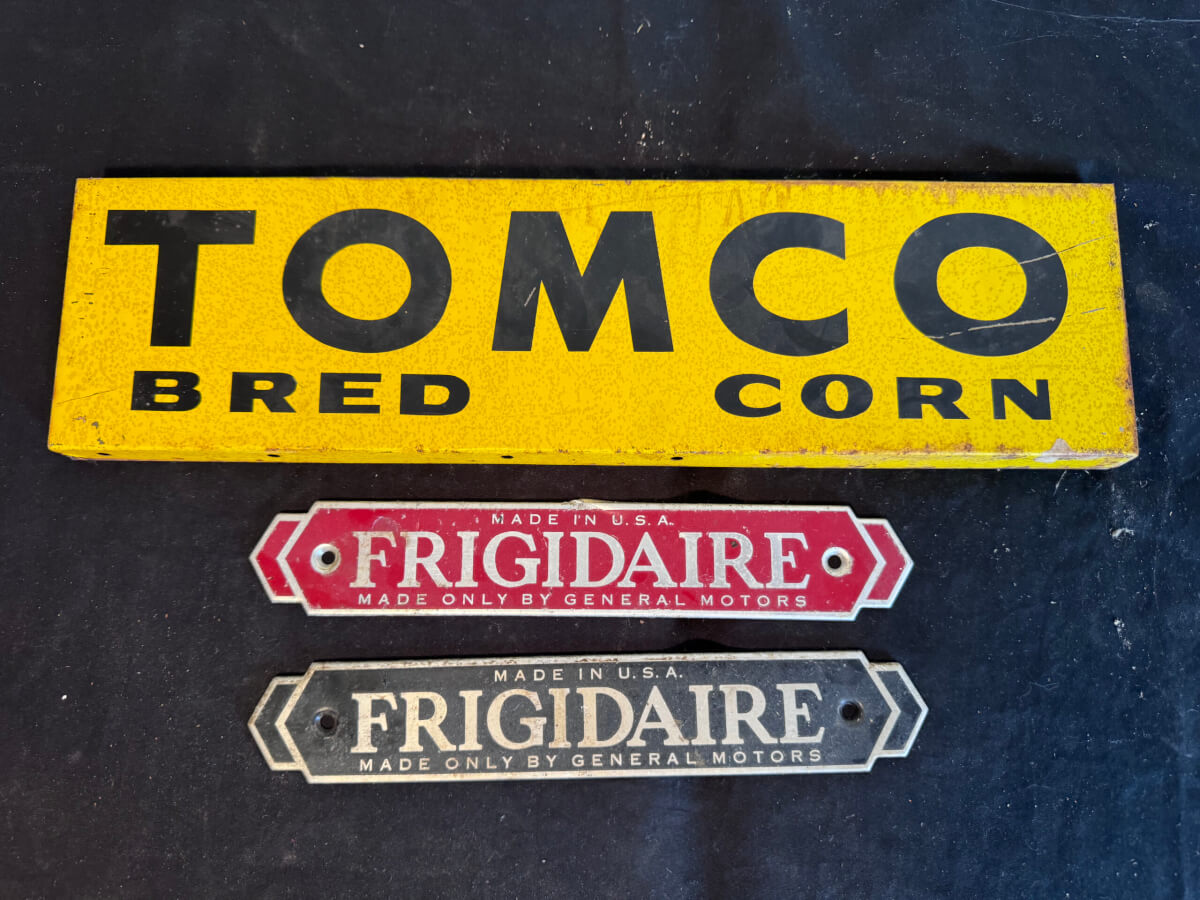 TOMCO
BRED CORN
MADE IN U.S.A.
FRIGIDAIRE
MADE ONLY BY GENERAL MOTORS
MADE IN U.S.A.
FRIGIDAIRE
MADE ONLY BY GENERAL MOTORS